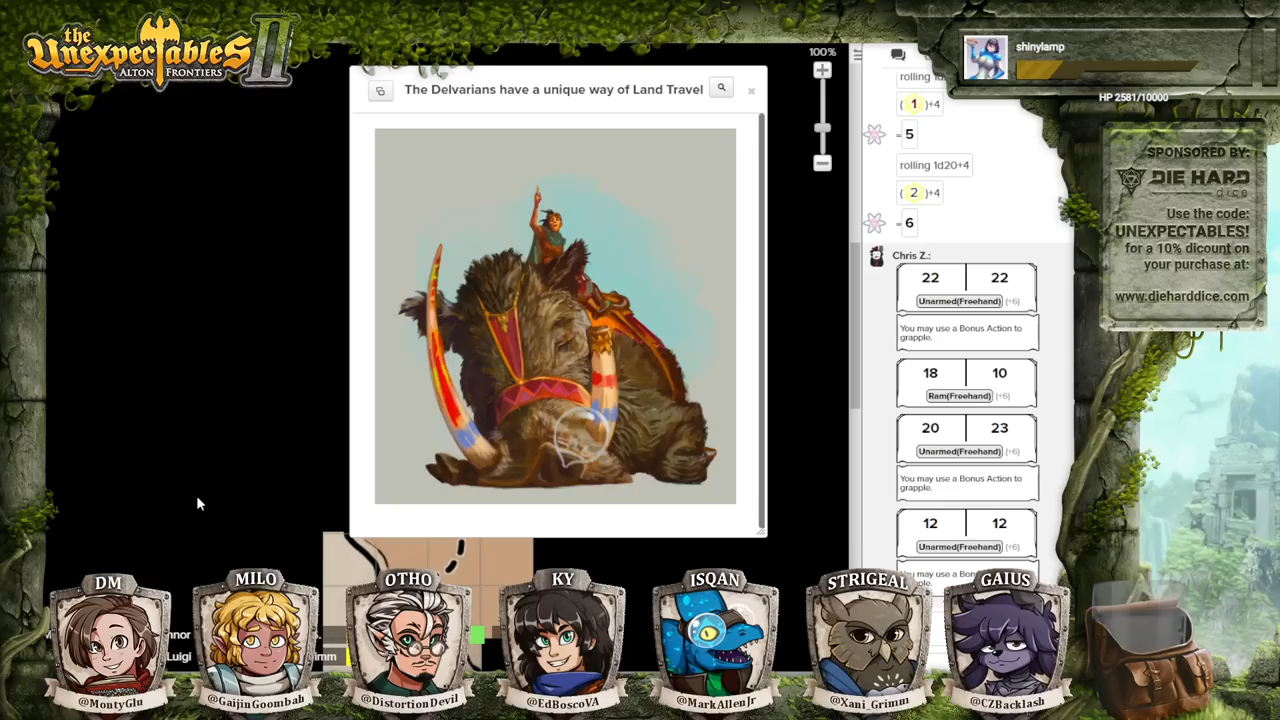 the
Unexpectables II
ALTON FRONTIERS
The Delvarians have a unique way of Land Travel
100%
rolling 1d
(1)+4
=5
rolling 1d20+4
(2)+4
=6
Chris Z.:
22 22
Unarmed(Freehand) (+6)
You may use a Bonus Action to
grapple.
18 10
Ram(Freehand) (+6)
20 23
Unarmed(Freehand) (+6)
You may use a Bonus Action to
grapple.
12 12
Unarmed(Freehand) (+6)
shinylamp
HP 2581/10000
SPONSORED BY:
DIE HARD
dice
Use the code:
UNEXPECTABLES!
for a 10% dicount on
your purchase at:
www.dieharddice.com
DM
MILO
OTHO
KY
ISQAN
STRIGEAL
GAIUS
nnor
Luigi
imm
@MontyGlu
@GaijinGoombah
@DistortionDevil
@EdBoscoVA
@MarkAllenJr
@Xani_Grimm
@CZBacklash